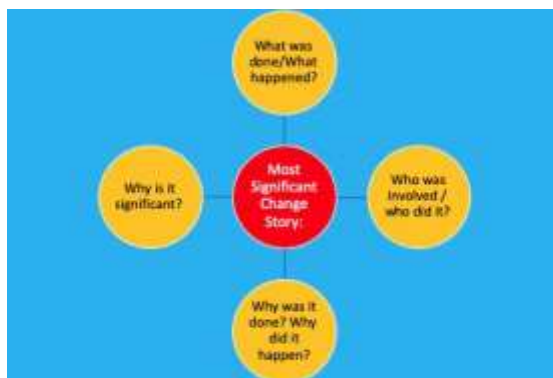 What was
done/What
happened?
Why is it
significant?
Most
Significant
Change
Story:
Who was
involved /
who did it?
Why was it
done? Why
did it
happen?